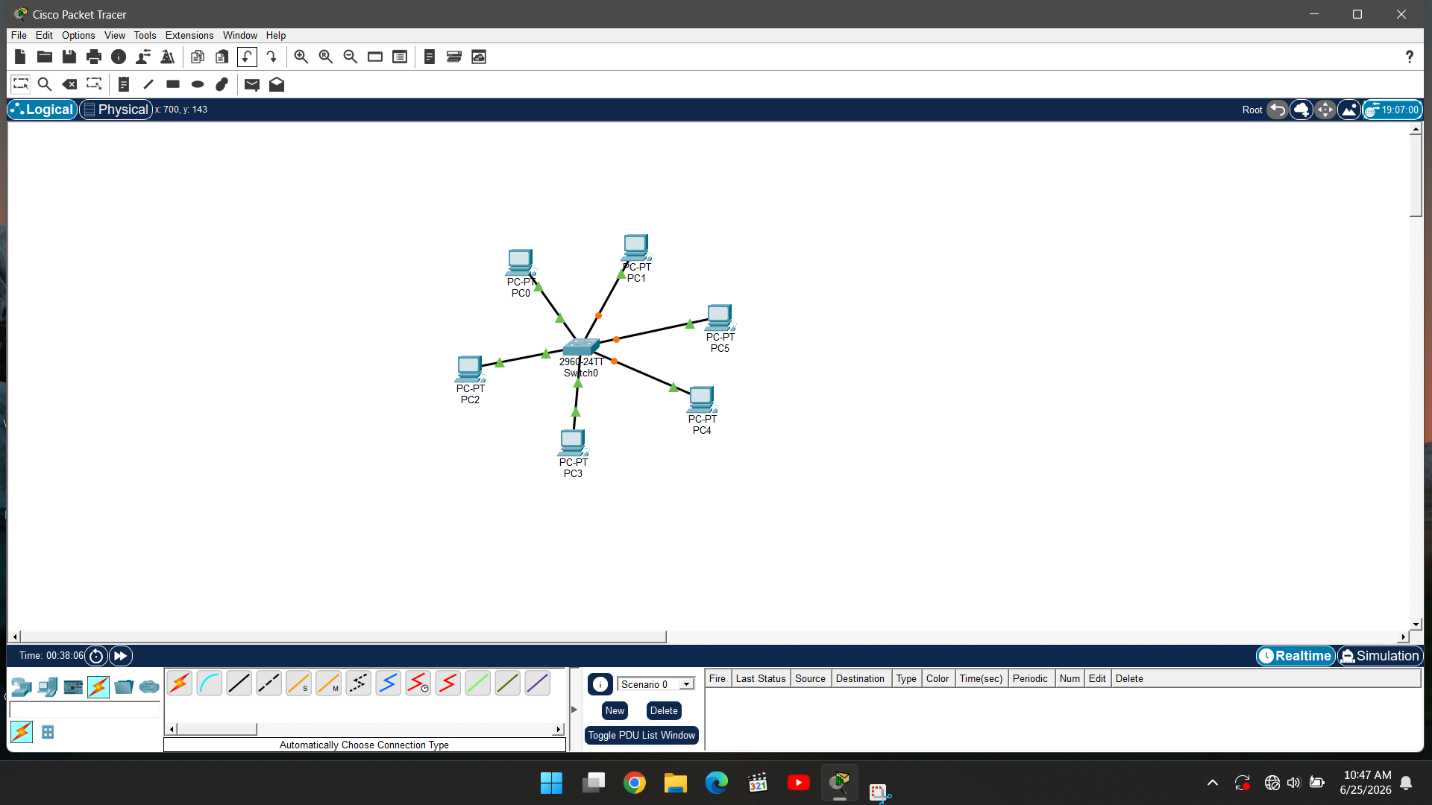 Cisco Packet Tracer
File Edit Options View Tools Extensions Window Help
?
Logical Physical x: 700, y: 143
Root 19:07:00
PC-PT
PC1
PC-PT
PC0
PC-PT
PC5
2960-24TT
Switch0
PC-PT
PC2
PC-PT
PC4
PC-PT
PC3
Time: 00:38:06
Realtime Simulation
S M
Automatically Choose Connection Type
Scenario 0
New Delete
Toggle PDU List Window
Fire Last Status Source Destination Type Color Time(sec) Periodic Num Edit Delete
321
10:47 AM
6/25/2026